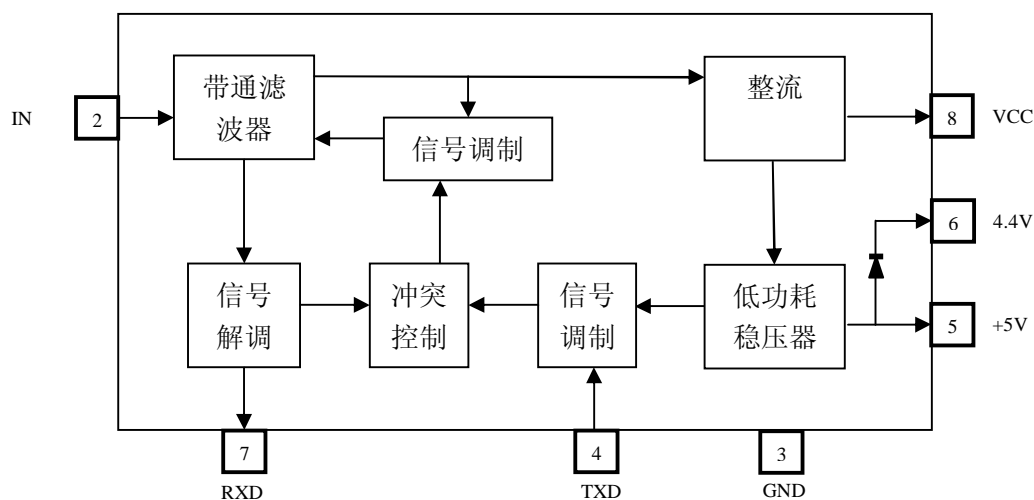 带通滤
波器
整流
IN
2
8
VCC
信号调制
6
4.4V
信号
解调
冲突
控制
信号
调制
低功耗
稳压器
5
+5V
7
4
3
RXD
TXD
GND